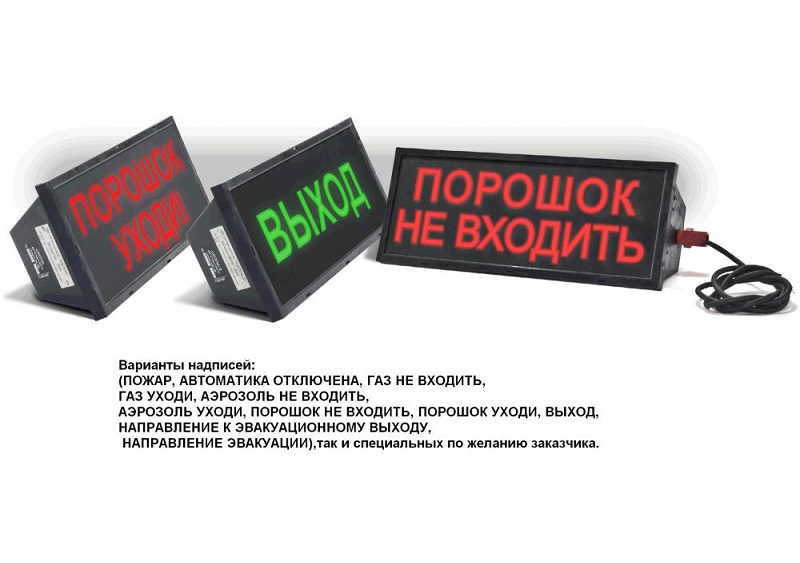 ПОРОШОК
УХОДИ!
ВЫХОД
ПОРОШОК
НЕ ВХОДИТЬ
Варианты надписей:
(ПОЖАР, АВТОМАТИКА ОТКЛЮЧЕНА, ГАЗ НЕ ВХОДИТЬ,
ГАЗ УХОДИ, АЭРОЗОЛЬ НЕ ВХОДИТЬ,
АЭРОЗОЛЬ УХОДИ, ПОРОШОК НЕ ВХОДИТЬ, ПОРОШОК УХОДИ, ВЫХОД,
НАПРАВЛЕНИЕ К ЭВАКУАЦИОННОМУ ВЫХОДУ,
НАПРАВЛЕНИЕ ЭВАКУАЦИИ),так и специальных по желанию заказчика.